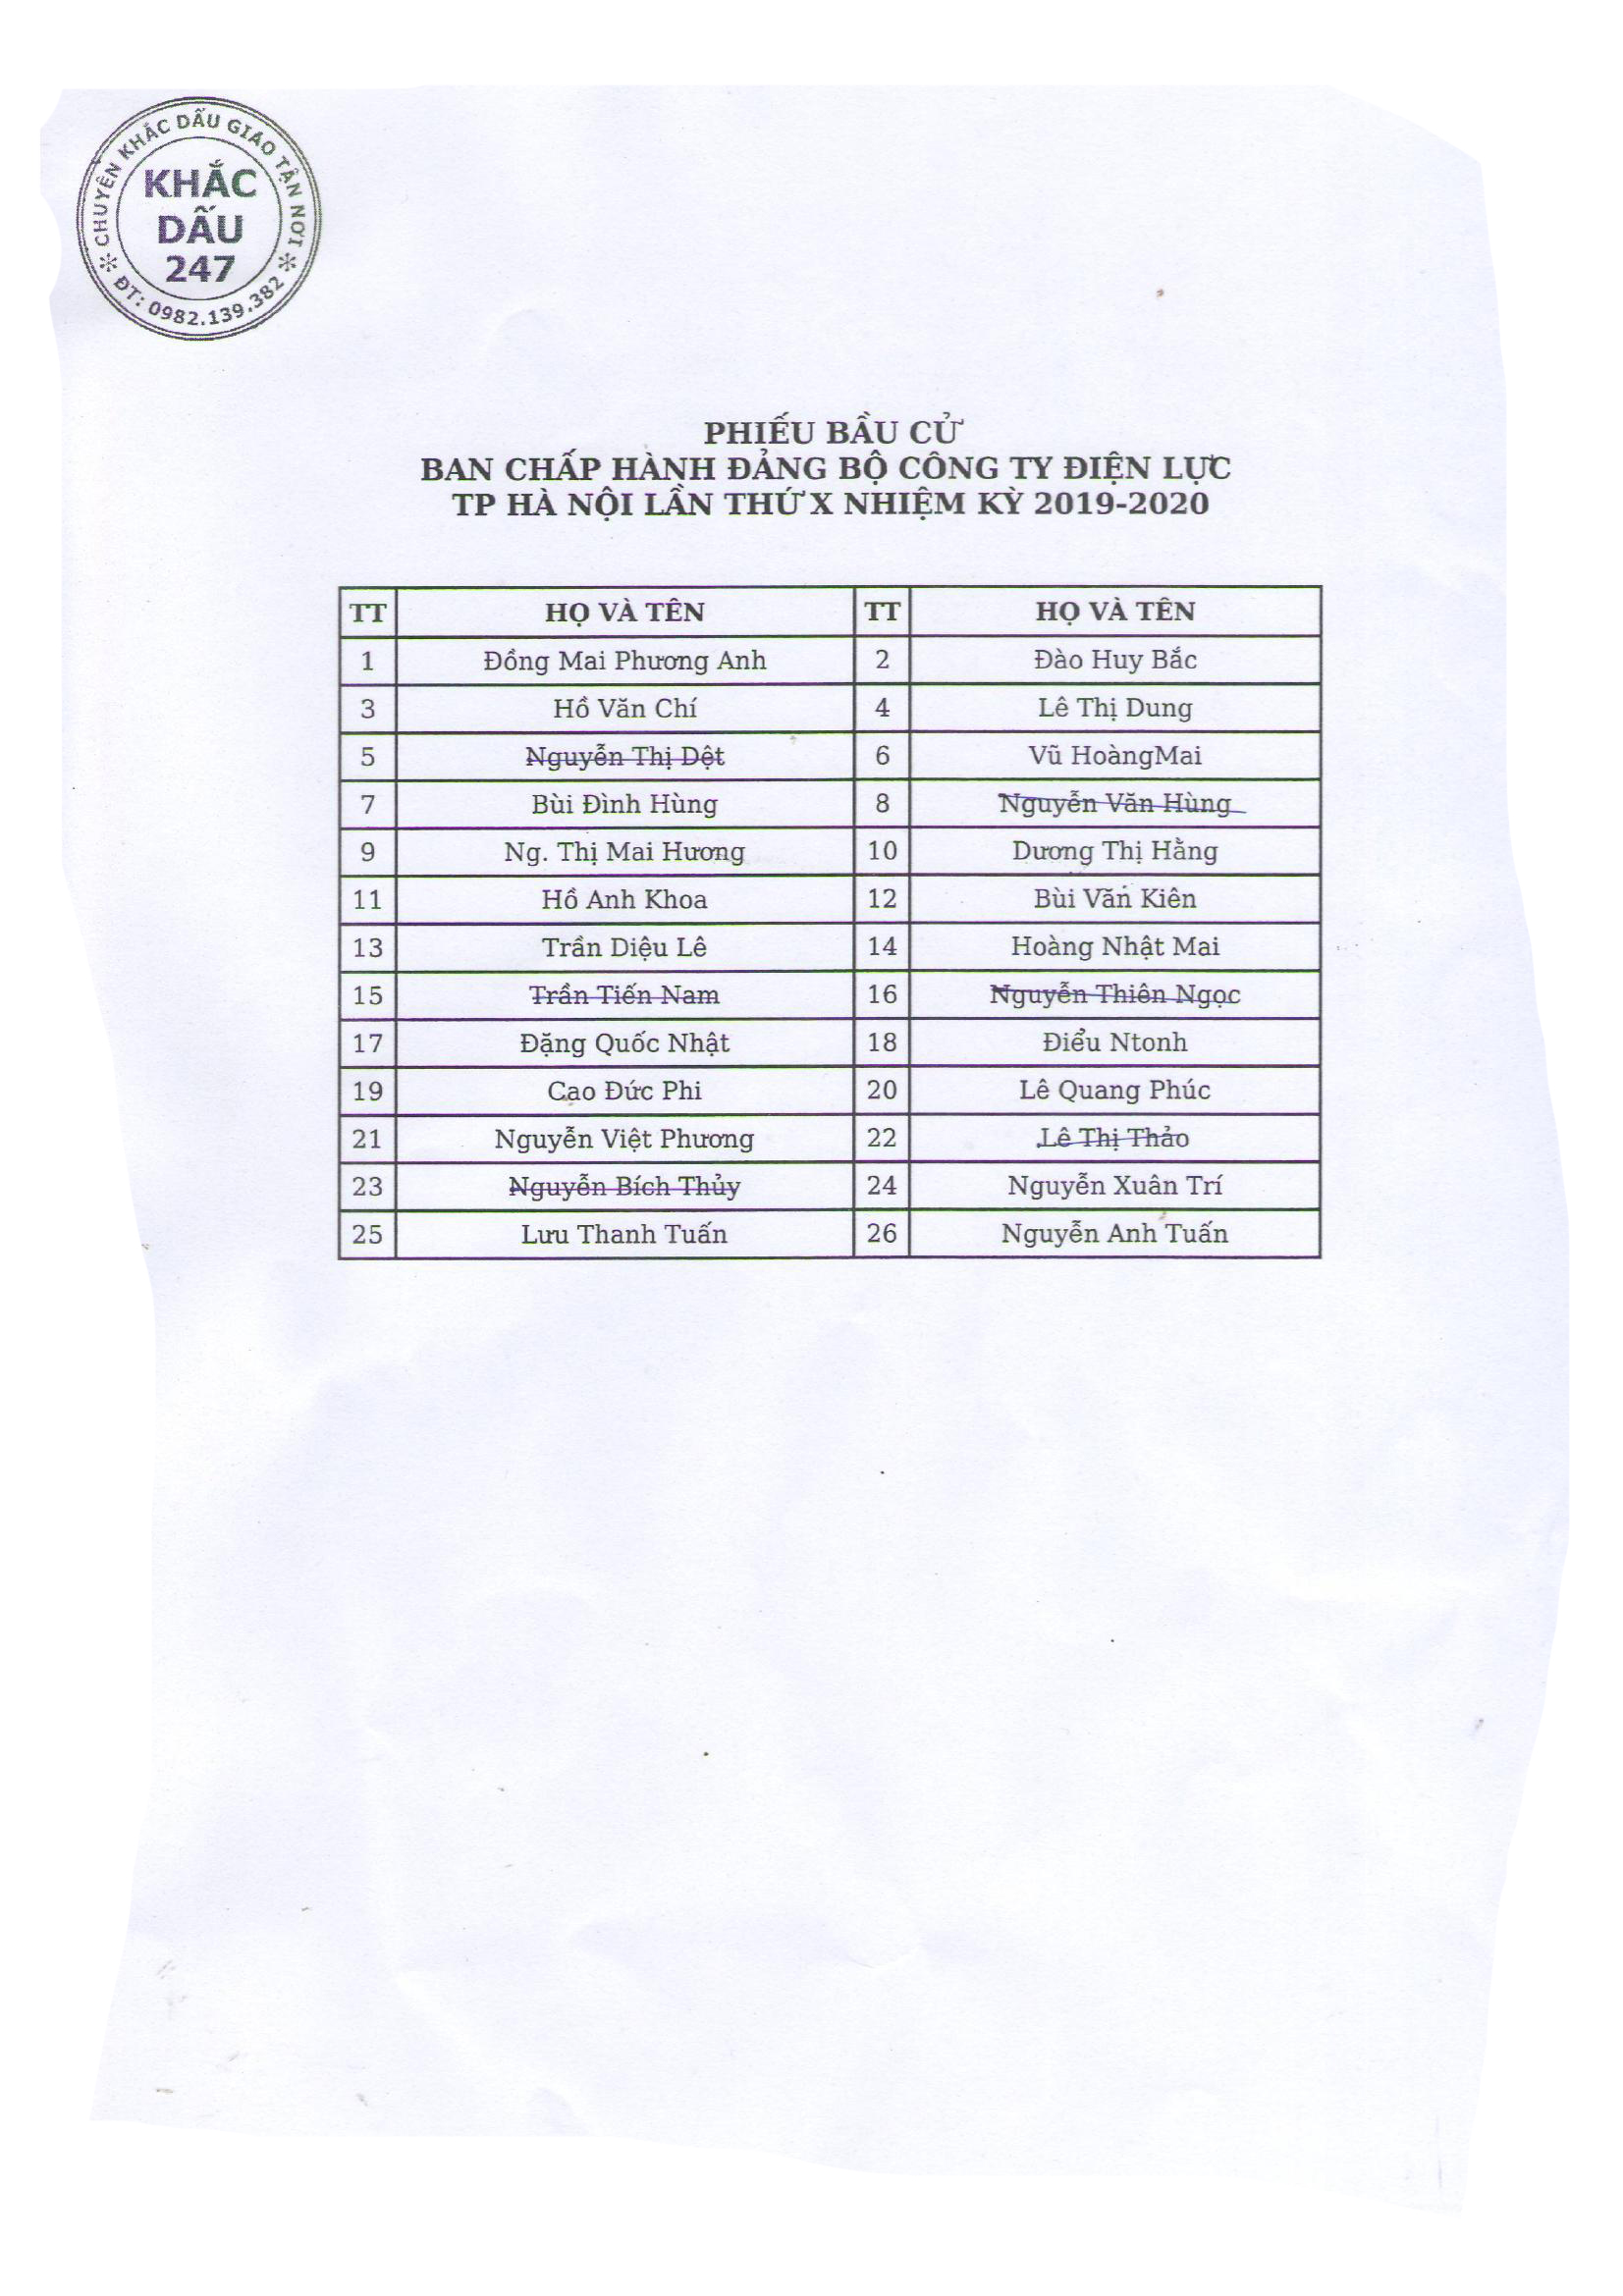 CHUYÊN KHẮC DẤU GIAO TẬN NƠI
KHẮC
DẤU
247
ĐT: 0982.139.382
PHIẾU BẦU CỬ
BAN CHẤP HÀNH ĐẢNG BỘ CÔNG TY ĐIỆN LỰC
TP HÀ NỘI LẦN THỨ X NHIỆM KỲ 2019-2020
TT HỌ VÀ TÊN TT HỌ VÀ TÊN
1 Đồng Mai Phương Anh 2 Đào Huy Bắc
3 Hồ Văn Chí 4 Lê Thị Dung
5 Nguyễn Thị Dệt 6 Vũ HoàngMai
7 Bùi Đình Hùng 8 Nguyễn Văn Hùng
9 Ng. Thị Mai Hương 10 Dương Thị Hằng
11 Hồ Anh Khoa 12 Bùi Văn Kiên
13 Trần Diệu Lê 14 Hoàng Nhật Mai
15 Trần Tiến Nam 16 Nguyễn Thiên Ngọc
17 Đặng Quốc Nhật 18 Điểu Ntonh
19 Cao Đức Phi 20 Lê Quang Phúc
21 Nguyễn Việt Phương 22 Lê Thị Thảo
23 Nguyễn Bích Thủy 24 Nguyễn Xuân Trí
25 Lưu Thanh Tuấn 26 Nguyễn Anh Tuấn